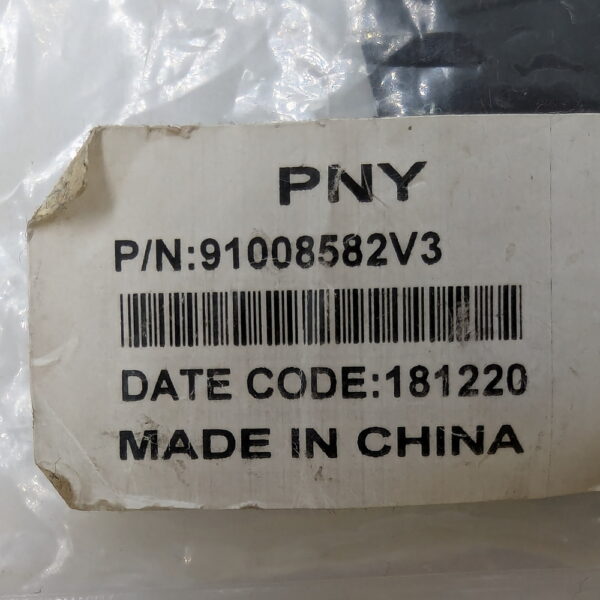 PNY
P/N:91008582V3
DATE CODE:181220
MADE IN CHINA